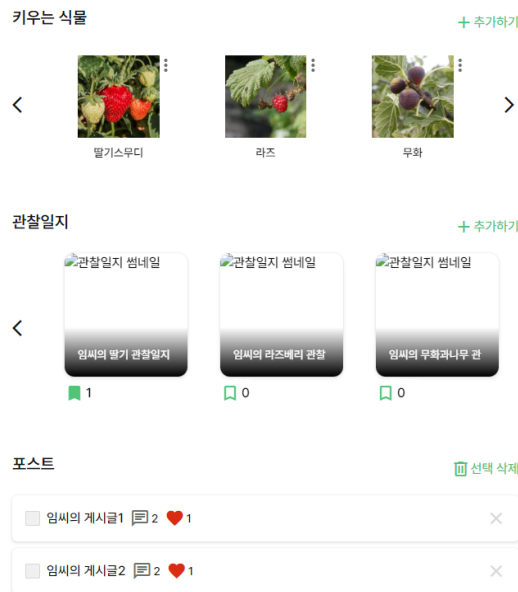 키우는 식물
+ 추가하기
딸기스무디
라즈
무화
관찰일지
+ 추가하기
관찰일지 썸네일
관찰일지 썸네일
관찰일지 썸네일
임씨의 딸기 관찰일지
임씨의 라즈베리 관찰
임씨의 무화과나무 관
1
0
0
포스트
선택 삭제
임씨의 게시글1 2 1
임씨의 게시글2 2 1